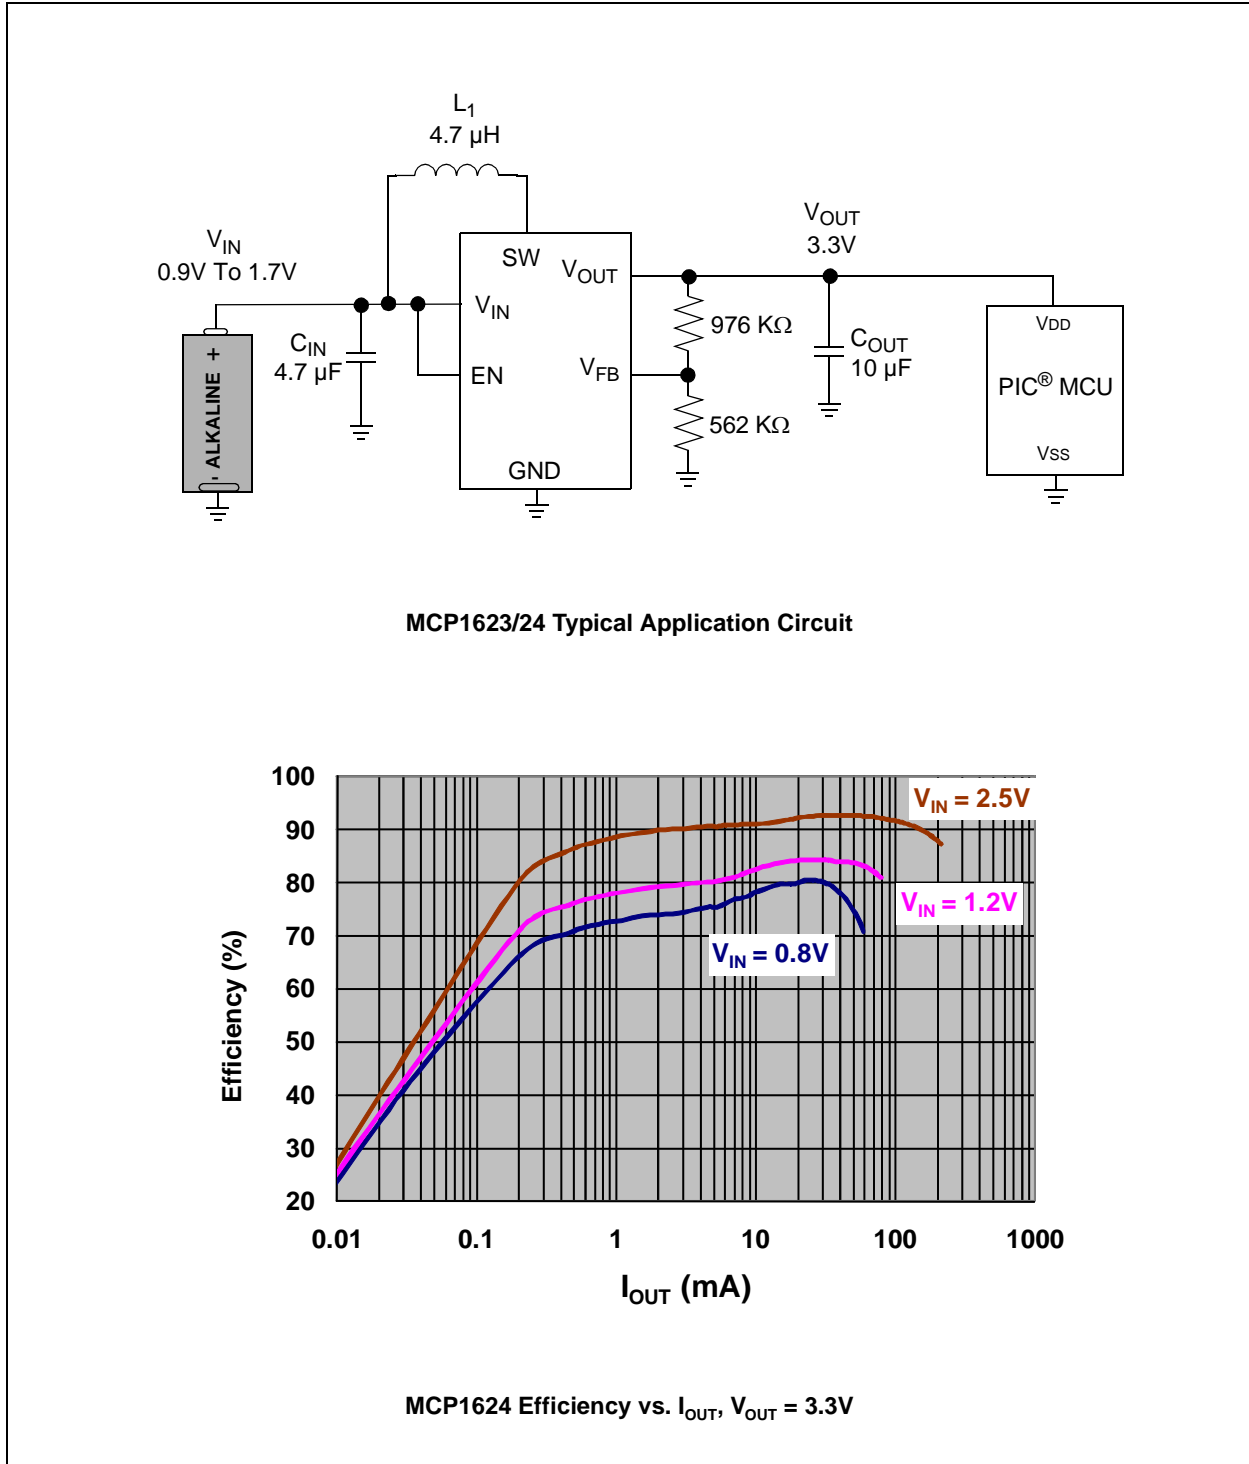 L1
4.7 µH
VIN
0.9V To 1.7V
VOUT
3.3V
SW
VOUT
VIN
CIN
4.7 µF
EN
VFB
GND
976 KΩ
562 KΩ
COUT
10 µF
VDD
PIC® MCU
VSS
- ALKALINE +
MCP1623/24 Typical Application Circuit
100
90
80
70
60
50
40
30
20
Efficiency (%)
VIN = 2.5V
VIN = 1.2V
VIN = 0.8V
0.01 0.1 1 10 100 1000
IOUT (mA)
MCP1624 Efficiency vs. IOUT, VOUT = 3.3V